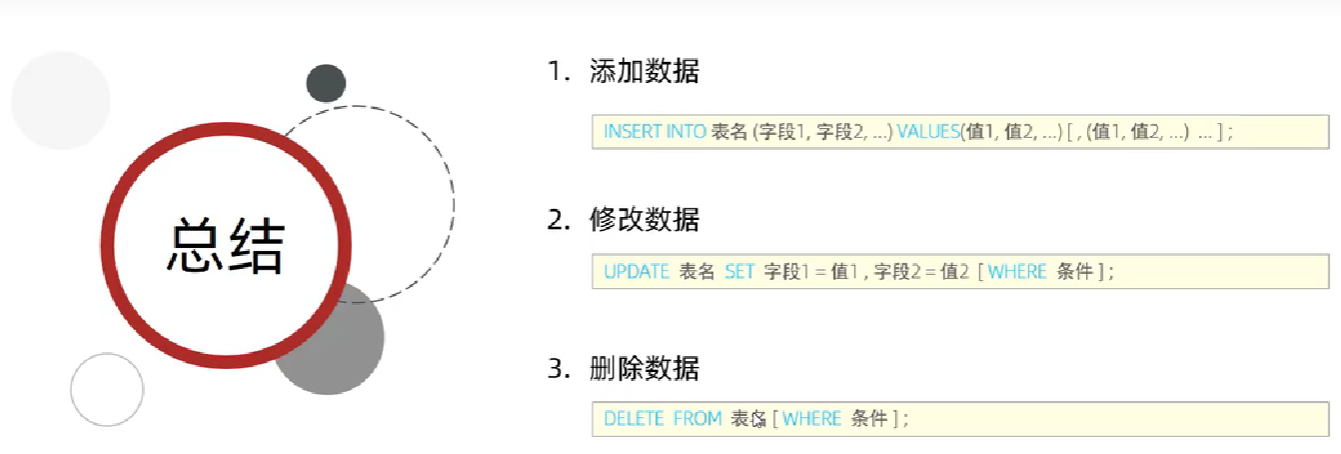 总结
1. 添加数据
INSERT INTO 表名 (字段1, 字段2, ...) VALUES(值1, 值2, ...) [ , (值1, 值2, ...) ... ] ;
2. 修改数据
UPDATE 表名 SET 字段1 = 值1 , 字段2 = 值2 [ WHERE 条件 ] ;
3. 删除数据
DELETE FROM 表名 [ WHERE 条件 ] ;